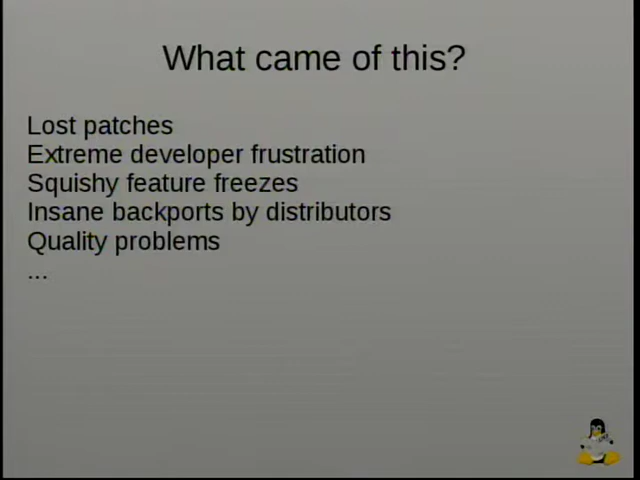 What came of this?
Lost patches
Extreme developer frustration
Squishy feature freezes
Insane backports by distributors
Quality problems
...